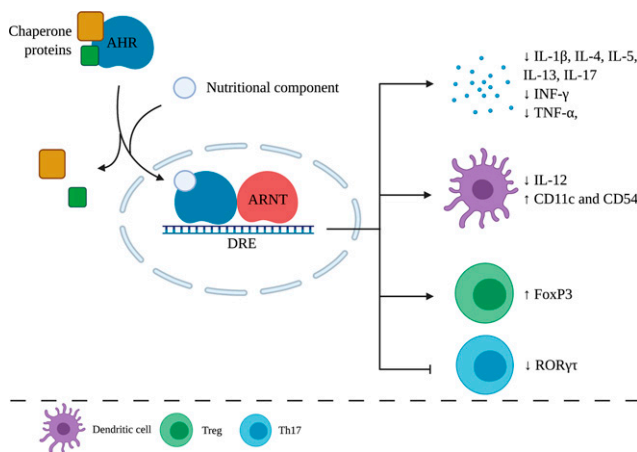 Chaperone
proteins
AHR
Nutritional component
ARNT
DRE
↓ IL-1β, IL-4, IL-5,
IL-13, IL-17
↓ INF-γ
↓ TNF-α,
↓ IL-12
↑ CD11c and CD54
↑ FoxP3
↓ RORγτ
Dendritic cell
Treg
Th17